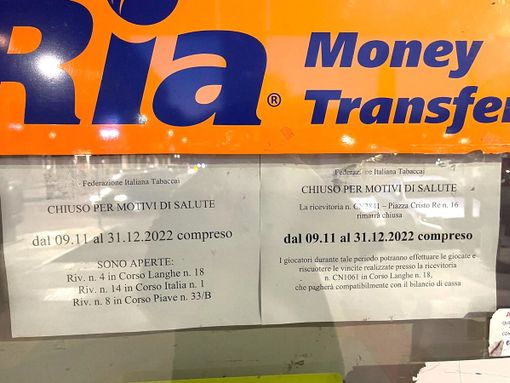 Ria® Money
Transfer
Federazione Italiana Tabaccai
CHIUSO PER MOTIVI DI SALUTE
dal 09.11 al 31.12.2022 compreso
SONO APERTE:
Riv. n. 4 in Corso Langhe n. 18
Riv. n. 14 in Corso Italia n. 1
Riv. n. 8 in Corso Piave n. 33/B
Federazione Italiana Tabaccai
CHIUSO PER MOTIVI DI SALUTE
La ricevitoria n. – Piazza Cristo Re n. 16
rimarrà chiusa
dal 09.11 al 31.12.2022 compreso
I giocatori durante tale periodo potranno effettuare le giocate e
riscuotere le vincite realizzate presso la ricevitoria
n. CN1061 in Corso Langhe n. 18,
che pagherà compatibilmente con il bilancio di cassa